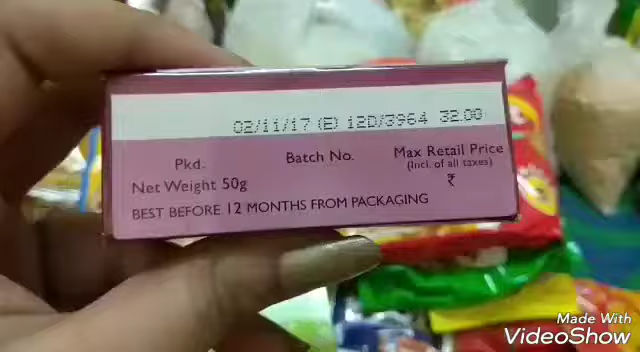 02/11/17 (E) 12D/3964 32.00
Pkd. Batch No. Max Retail Price
(Incl. of all taxes)
₹
Net Weight 50g
BEST BEFORE 12 MONTHS FROM PACKAGING
Made With
VideoShow